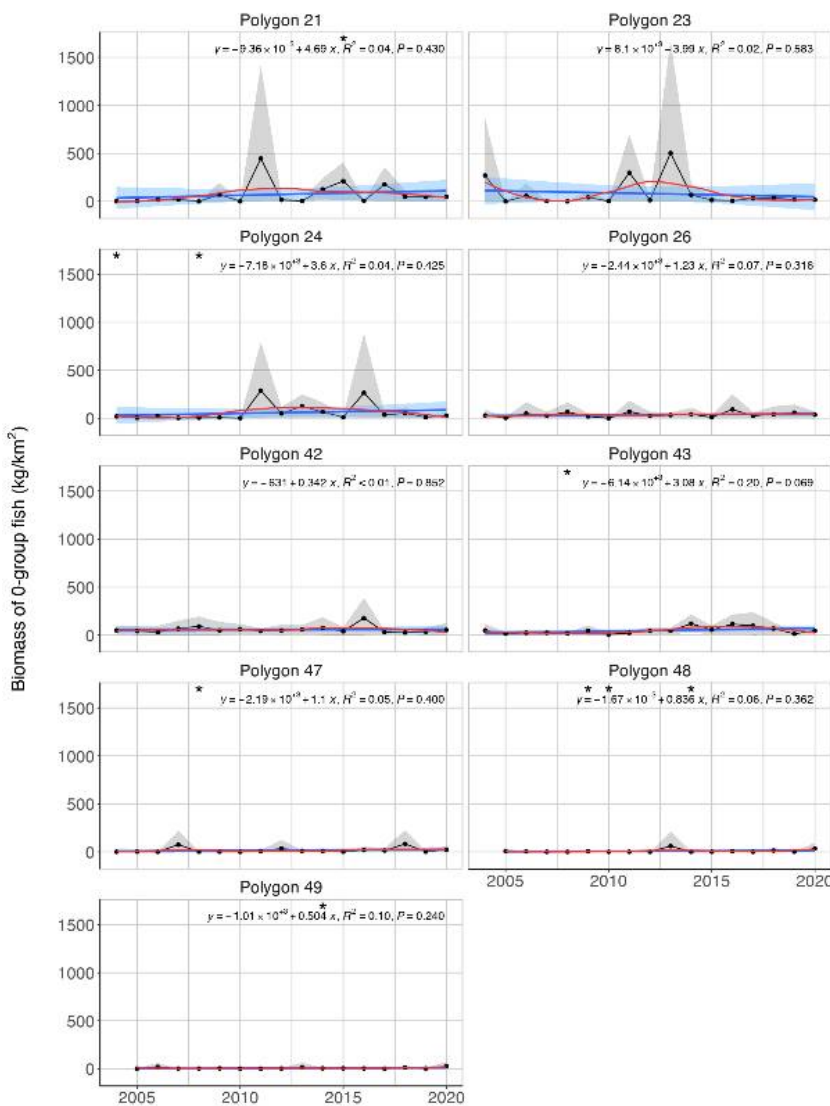 Polygon 21
Polygon 23
*
y = −9.36 × 10⁻³ + 4.69 x, R² = 0.04, P = 0.430
y = 8.1 × 10⁺³ − 3.99 x, R² = 0.02, P = 0.583
1500
1000
500
0
Polygon 24
Polygon 26
* *
y = −7.18 × 10⁺³ + 3.6 x, R² = 0.04, P = 0.425
y = −2.44 × 10⁺³ + 1.23 x, R² = 0.07, P = 0.316
1500
1000
500
0
Polygon 42
Polygon 43
*
y = −631 + 0.342 x, R² < 0.01, P = 0.852
y = −6.14 × 10⁺³ + 3.08 x, R² = 0.20, P = 0.069
1500
1000
500
0
Polygon 47
Polygon 48
* * * *
y = −2.19 × 10⁺³ + 1.1 x, R² = 0.05, P = 0.400
y = −1.67 × 10⁻³ + 0.836 x, R² = 0.06, P = 0.362
1500
1000
500
0
2005 2010 2015 2020
Polygon 49
*
y = −1.01 × 10⁺³ + 0.504 x, R² = 0.10, P = 0.240
1500
1000
500
0
2005 2010 2015 2020
Biomass of 0-group fish (kg/km²)